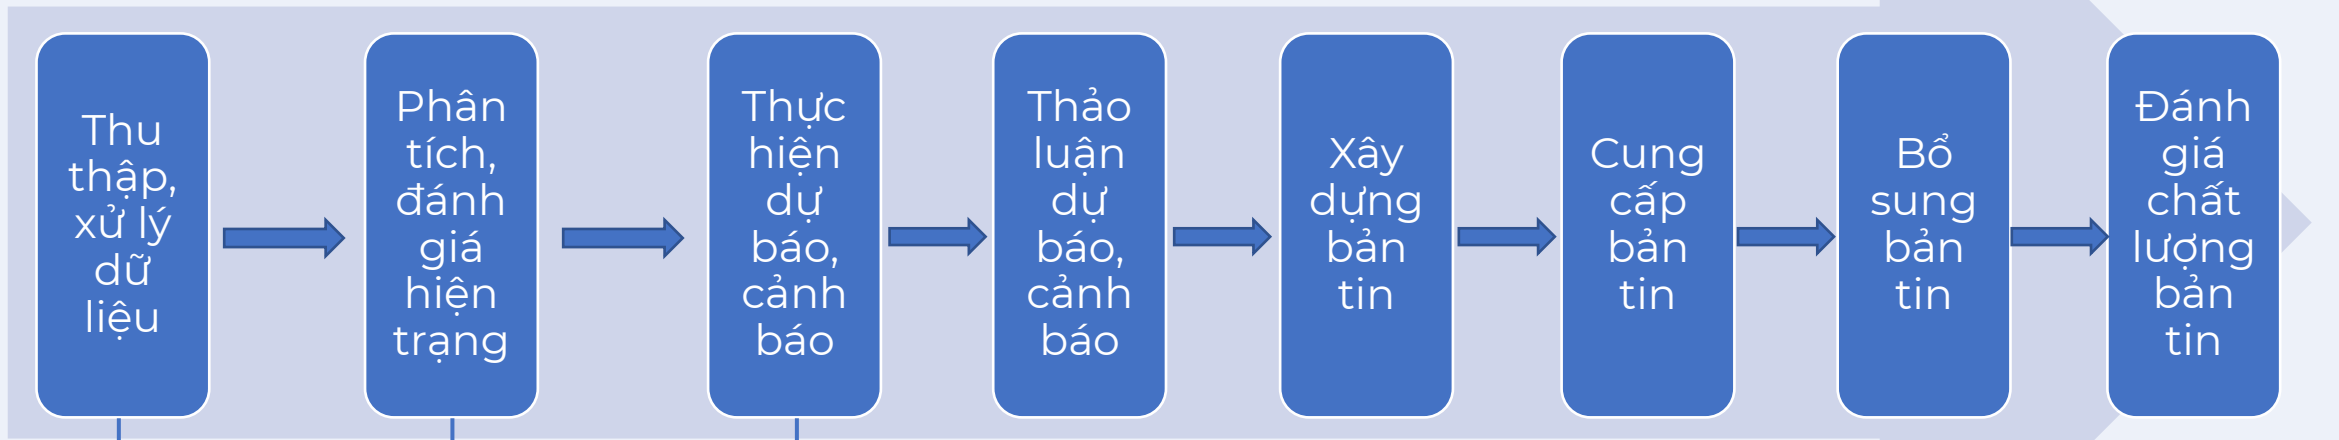 Thu
thập,
xử lý
dữ
liệu
Phân
tích,
đánh
giá
hiện
trạng
Thực
hiện
dự
báo,
cảnh
báo
Thảo
luận
dự
báo,
cảnh
báo
Xây
dựng
bản
tin
Cung
cấp
bản
tin
Bổ
sung
bản
tin
Đánh
giá
chất
lượng
bản
tin